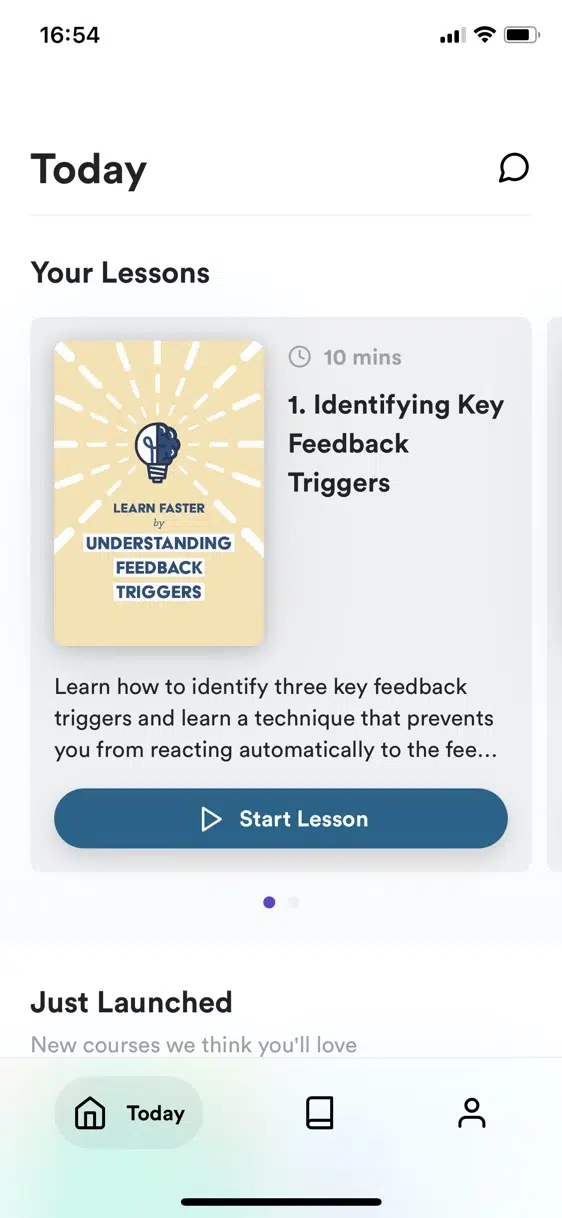 16:54
Today
Your Lessons
10 mins
1. Identifying Key
Feedback
Triggers
LEARN FASTER
by
UNDERSTANDING
FEEDBACK
TRIGGERS
Learn how to identify three key feedback
triggers and learn a technique that prevents
you from reacting automatically to the fee...
Start Lesson
Just Launched
New courses we think you'll love
Today